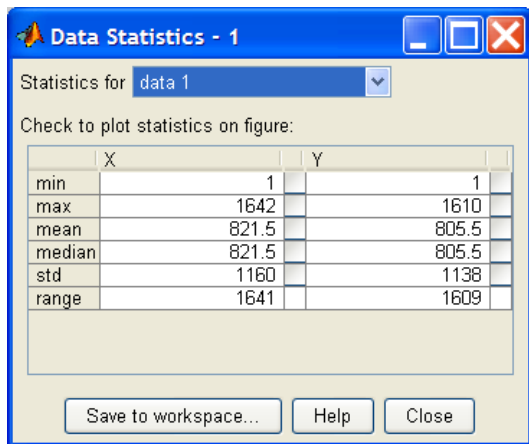 Data Statistics - 1
Statistics for data 1
Check to plot statistics on figure:
X Y
min 1 1
max 1642 1610
mean 821.5 805.5
median 821.5 805.5
std 1160 1138
range 1641 1609
Save to workspace... Help Close